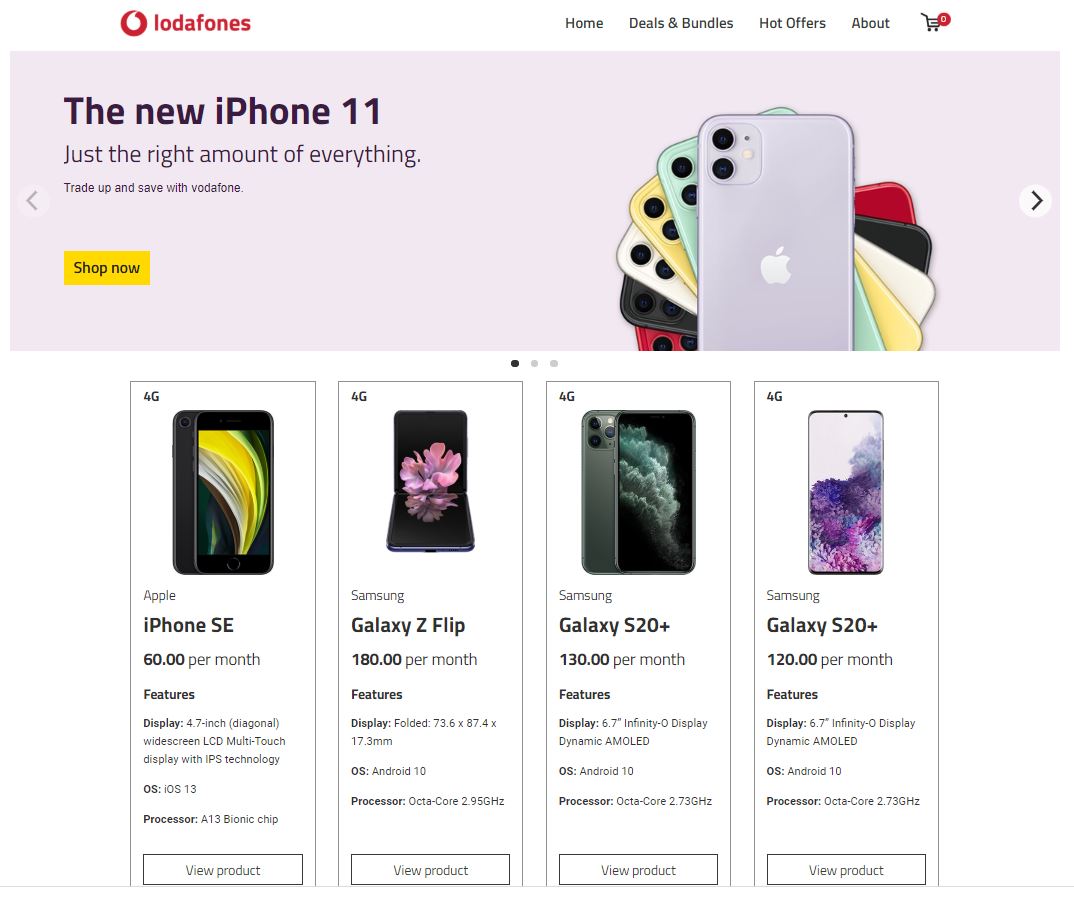 lodafones
Home
Deals & Bundles
Hot Offers
About
0
The new iPhone 11
Just the right amount of everything.
Trade up and save with vodafone.
Shop now
4G
Apple
iPhone SE
60.00 per month
Features
Display: 4.7-inch (diagonal)
widescreen LCD Multi-Touch
display with IPS technology
OS: iOS 13
Processor: A13 Bionic chip
View product
4G
Samsung
Galaxy Z Flip
180.00 per month
Features
Display: Folded: 73.6 x 87.4 x
17.3mm
OS: Android 10
Processor: Octa-Core 2.95GHz
View product
4G
Samsung
Galaxy S20+
130.00 per month
Features
Display: 6.7” Infinity-O Display
Dynamic AMOLED
OS: Android 10
Processor: Octa-Core 2.73GHz
View product
4G
Samsung
Galaxy S20+
120.00 per month
Features
Display: 6.7” Infinity-O Display
Dynamic AMOLED
OS: Android 10
Processor: Octa-Core 2.73GHz
View product